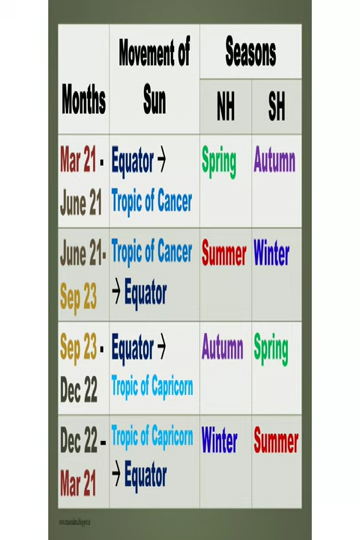 Months
Movement of
Sun
Seasons
NH
SH
Mar 21 -
June 21
Equator →
Tropic of Cancer
Spring
Autumn
June 21-
Sep 23
Tropic of Cancer
→ Equator
Summer
Winter
Sep 23 -
Dec 22
Equator →
Tropic of Capricorn
Autumn
Spring
Dec 22 –
Mar 21
Tropic of Capricorn
→ Equator
Winter
Summer